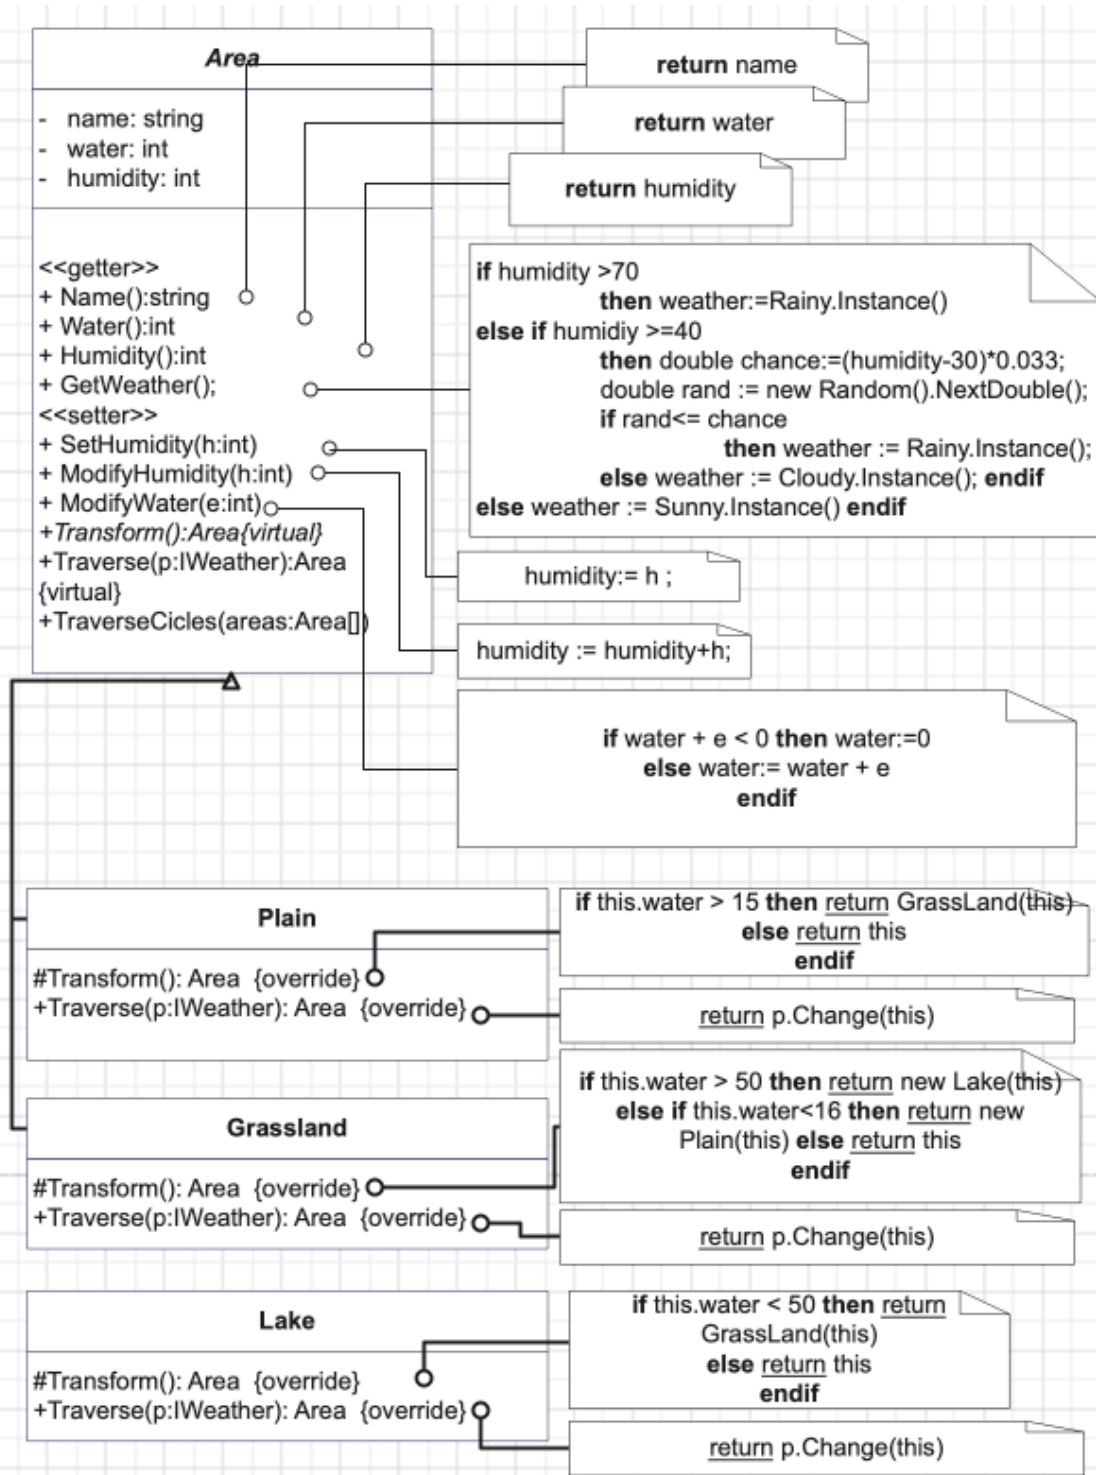 Area
- name: string
- water: int
- humidity: int
<<getter>>
+ Name():string
+ Water():int
+ Humidity():int
+ GetWeather();
<<setter>>
+ SetHumidity(h:int)
+ ModifyHumidity(h:int)
+ ModifyWater(e:int)
+Transform():Area{virtual}
+Traverse(p:IWeather):Area
{virtual}
+TraverseCicles(areas:Area[])
return name
return water
return humidity
if humidity >70
then weather:=Rainy.Instance()
else if humidiy >=40
then double chance:=(humidity-30)*0.033;
double rand := new Random().NextDouble();
if rand<= chance
then weather := Rainy.Instance();
else weather := Cloudy.Instance(); endif
else weather := Sunny.Instance() endif
humidity:= h ;
humidity := humidity+h;
if water + e < 0 then water:=0
else water:= water + e
endif
Plain
#Transform(): Area {override}
+Traverse(p:IWeather): Area {override}
if this.water > 15 then return GrassLand(this)
else return this
endif
return p.Change(this)
Grassland
#Transform(): Area {override}
+Traverse(p:IWeather): Area {override}
if this.water > 50 then return new Lake(this)
else if this.water<16 then return new
Plain(this) else return this
endif
return p.Change(this)
Lake
#Transform(): Area {override}
+Traverse(p:IWeather): Area {override}
if this.water < 50 then return
GrassLand(this)
else return this
endif
return p.Change(this)